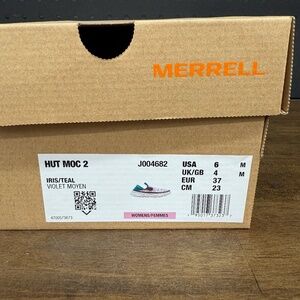 MERRELL
HUT MOC 2 J004682 USA 6 M
UK/GB 4 M
IRIS/TEAL EUR 37
VIOLET MOYEN CM 23
WOMENS/FEMMES